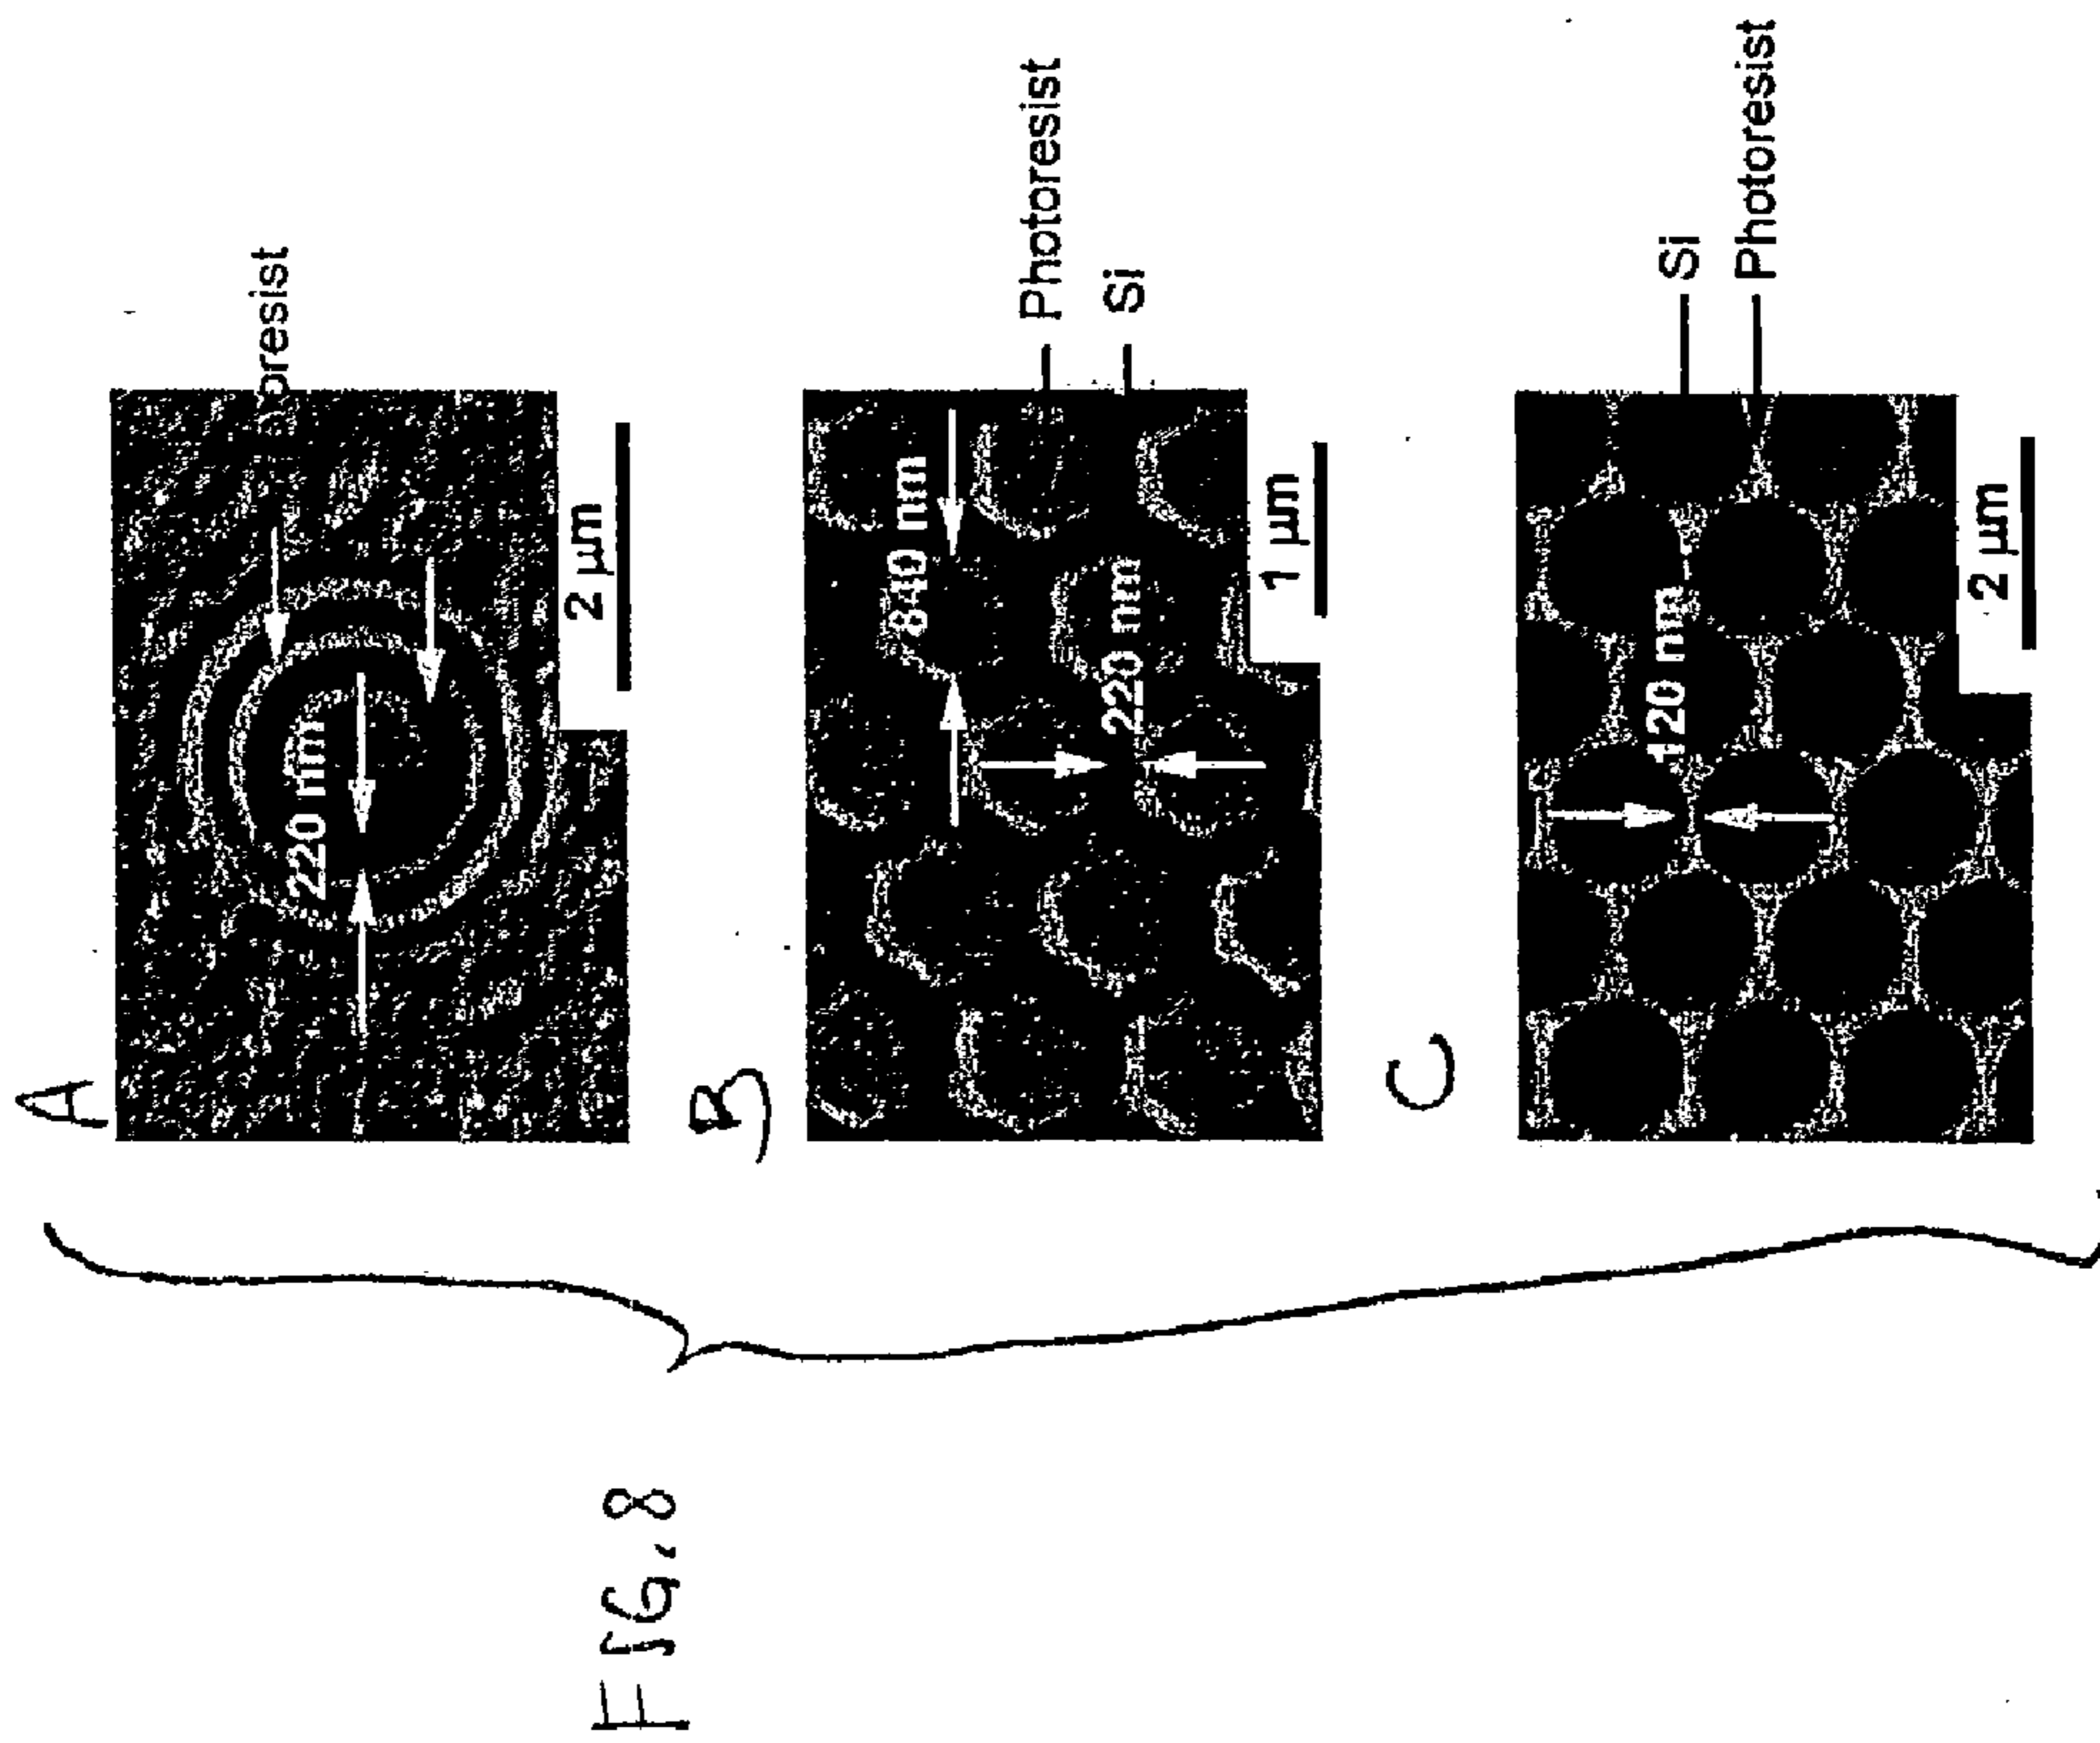 A
oresist
220 nm
2 µm
B
Photoresist
Si
840 nm
220 nm
1 µm
C
Si
Photoresist
120 nm
2 µm
FIG. 8